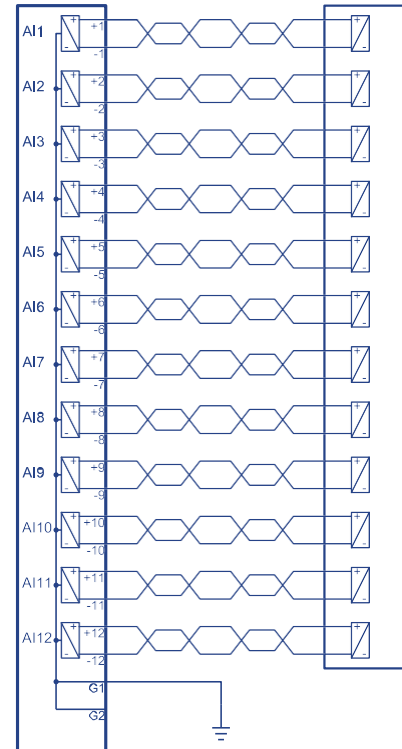 AI1 + +1 +
- -1 -
AI2 + +2 +
- -2 -
AI3 + +3 +
- -3 -
AI4 + +4 +
- -4 -
AI5 + +5 +
- -5 -
AI6 + +6 +
- -6 -
AI7 + +7 +
- -7 -
AI8 + +8 +
- -8 -
AI9 + +9 +
- -9 -
AI10 + +10 +
- -10 -
AI11 + +11 +
- -11 -
AI12 + +12 +
- -12 -
G1
G2